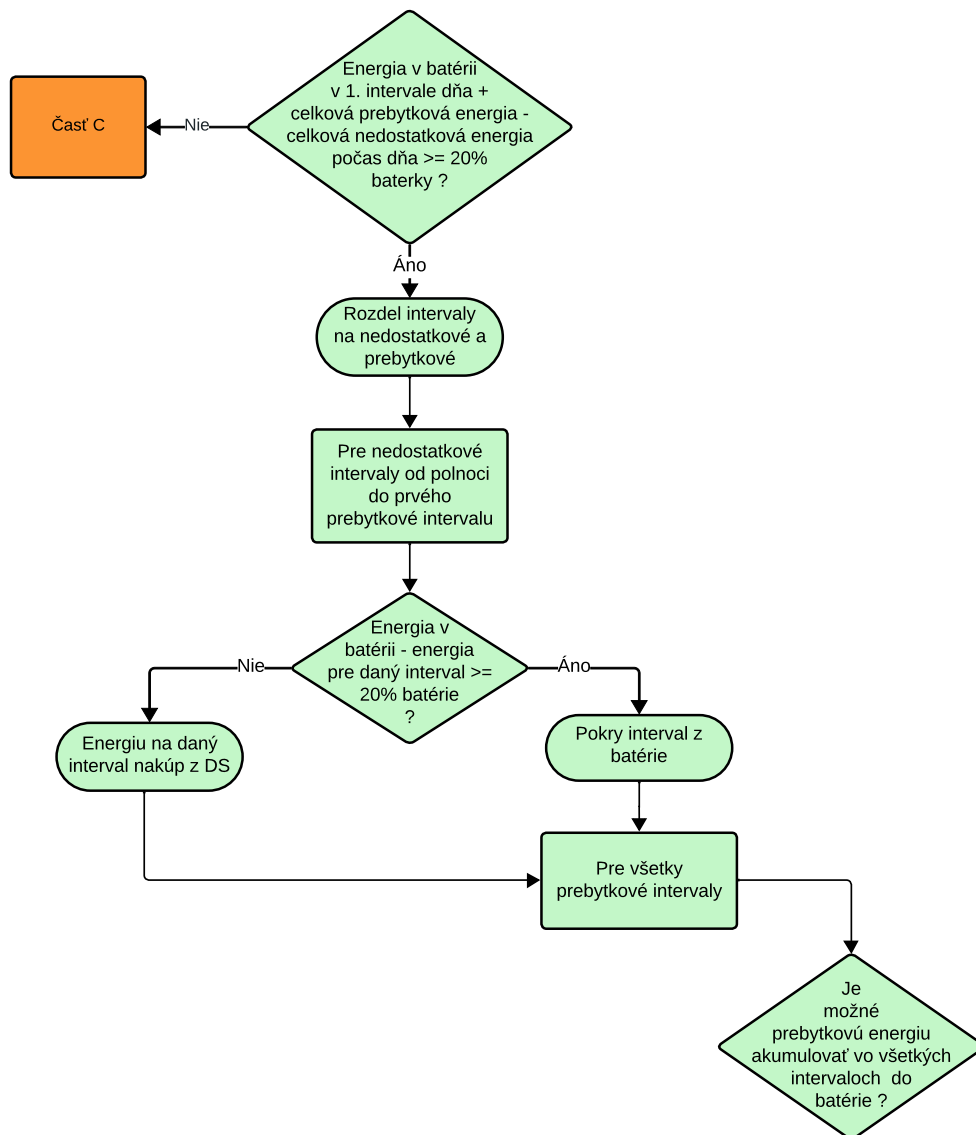 Energia v batérii
v 1. intervale dňa +
celková prebytková energia -
celková nedostatková energia
počas dňa >= 20%
baterky ?
Nie
Časť C
Áno
Rozdel intervaly
na nedostatkové a
prebytkové
Pre nedostatkové
intervaly od polnoci
do prvého
prebytkové intervalu
Energia v
batérii - energia
pre daný interval >=
20% batérie
?
Nie
Áno
Energiu na daný
interval nakúp z DS
Pokry interval z
batérie
Pre všetky
prebytkové intervaly
Je
možné
prebytkovú energiu
akumulovať vo všetkých
intervaloch do
batérie ?